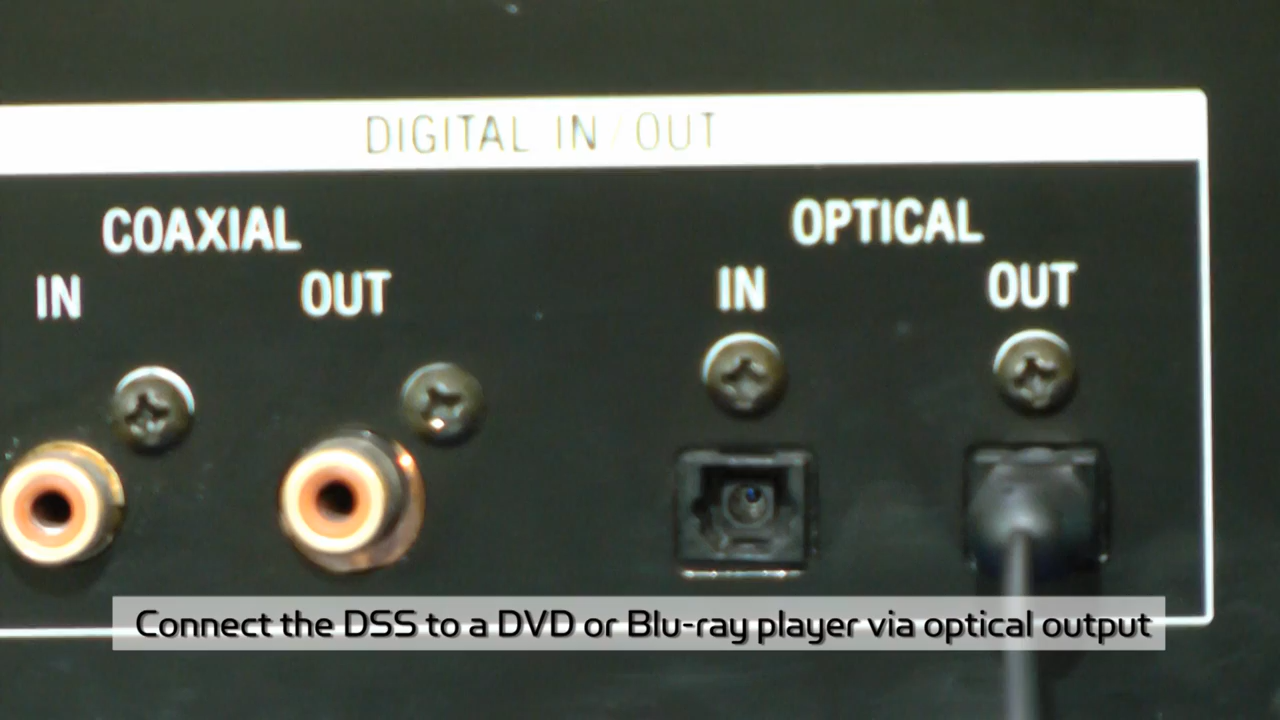 DIGITAL IN/OUT
COAXIAL
OPTICAL
IN
OUT
IN
OUT
Connect the DSS to a DVD or Blu-ray player via optical output